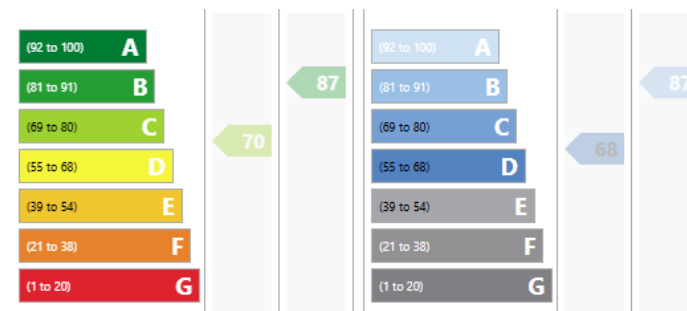 (92 to 100) A
(81 to 91) B
(69 to 80) C
(55 to 68) D
(39 to 54) E
(21 to 38) F
(1 to 20) G
70
87
(92 to 100) A
(81 to 91) B
(69 to 80) C
(55 to 68) D
(39 to 54) E
(21 to 38) F
(1 to 20) G
68
87